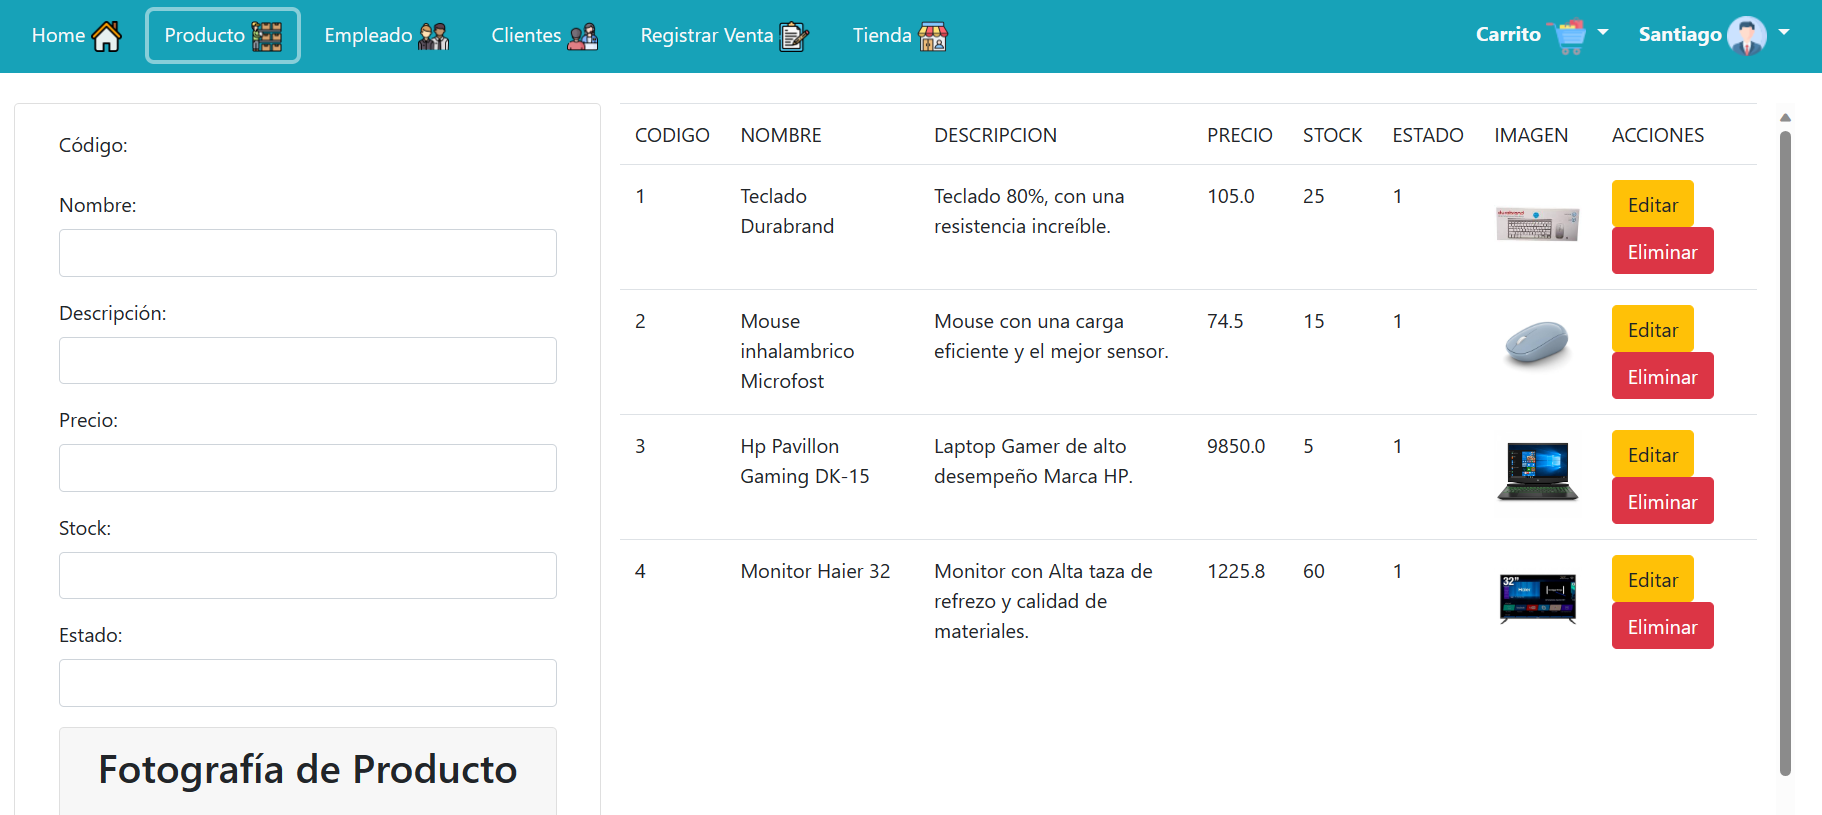 Home Producto Empleado Clientes Registrar Venta Tienda Carrito Santiago
Código:
Nombre:
Descripción:
Precio:
Stock:
Estado:
Fotografía de Producto
CODIGO NOMBRE DESCRIPCION PRECIO STOCK ESTADO IMAGEN ACCIONES
1 Teclado Teclado 80%, con una 105.0 25 1 Editar
Durabrand resistencia increíble.
Eliminar
2 Mouse Mouse con una carga 74.5 15 1 Editar
inhalambrico eficiente y el mejor sensor.
Microfost Eliminar
3 Hp Pavillon Laptop Gamer de alto 9850.0 5 1 Editar
Gaming DK-15 desempeño Marca HP.
Eliminar
4 Monitor Haier 32 Monitor con Alta taza de 1225.8 60 1 32” Editar
refrezo y calidad de
materiales. Eliminar